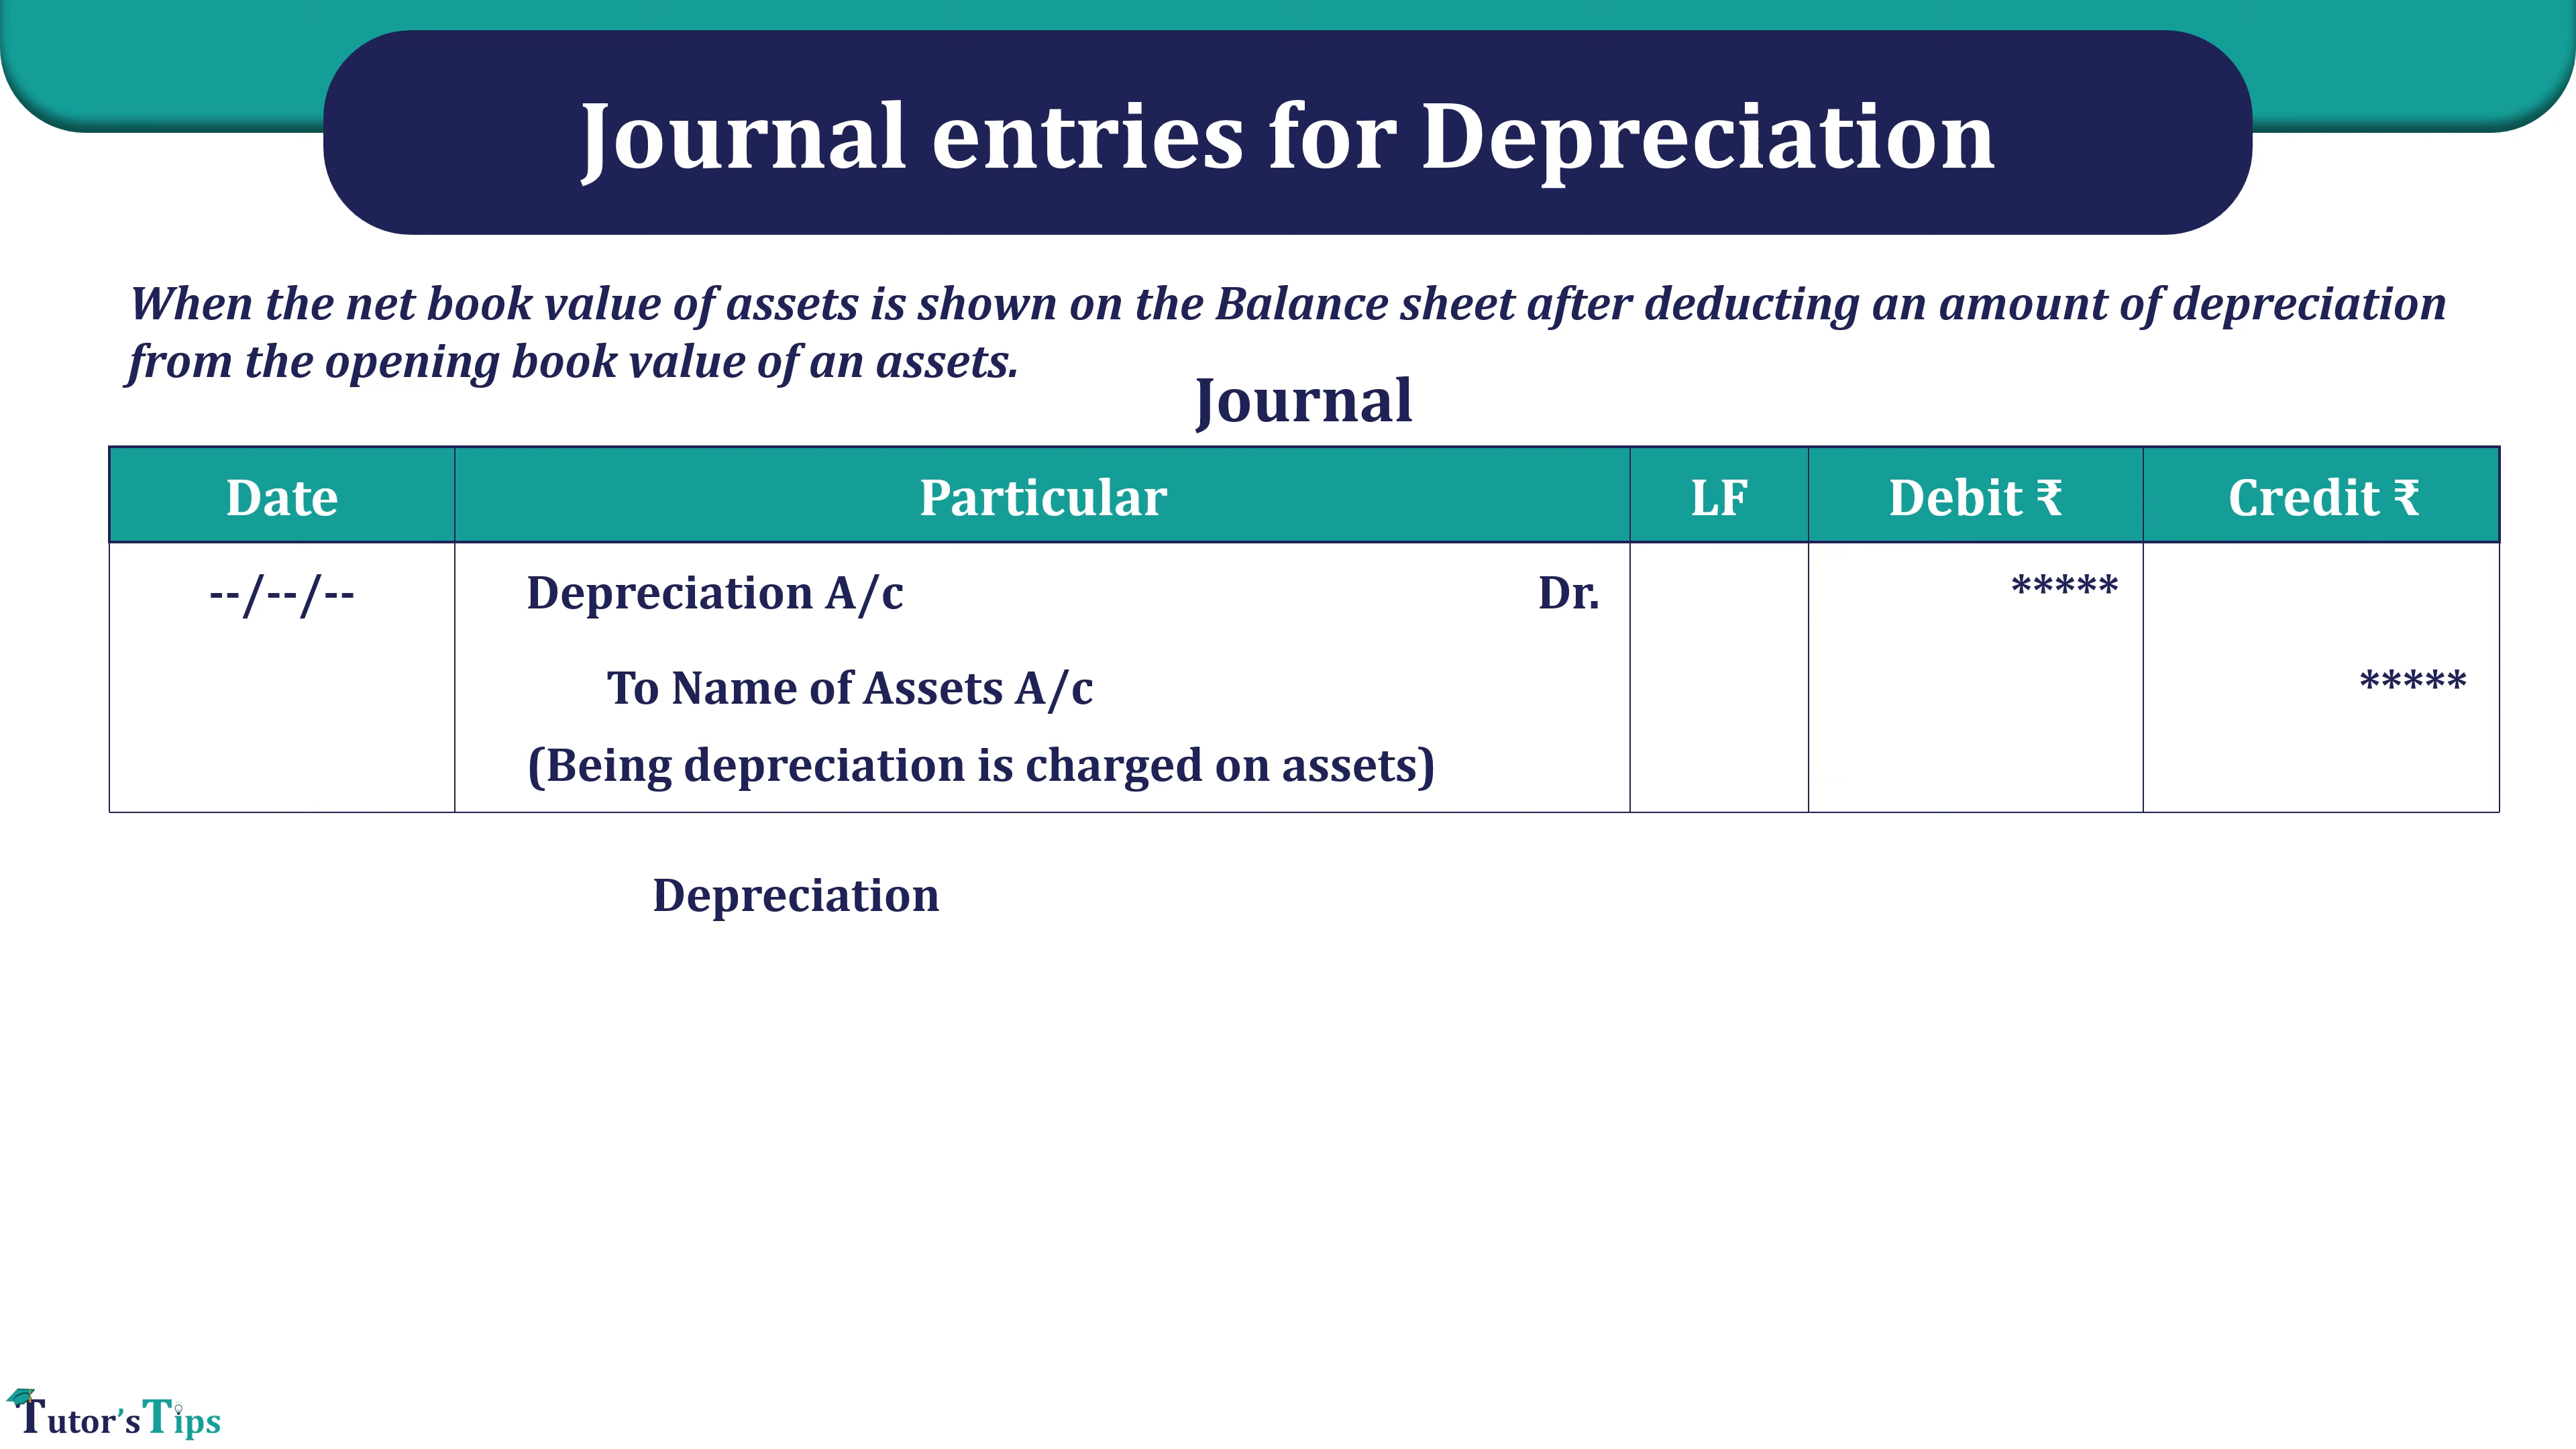 Journal entries for Depreciation
When the net book value of assets is shown on the Balance sheet after deducting an amount of depreciation
from the opening book value of an assets.
Journal
Date Particular LF Debit ₹ Credit ₹
--/--/-- Depreciation A/c Dr. *****
To Name of Assets A/c *****
(Being depreciation is charged on assets)
Depreciation
Tutor’sTips